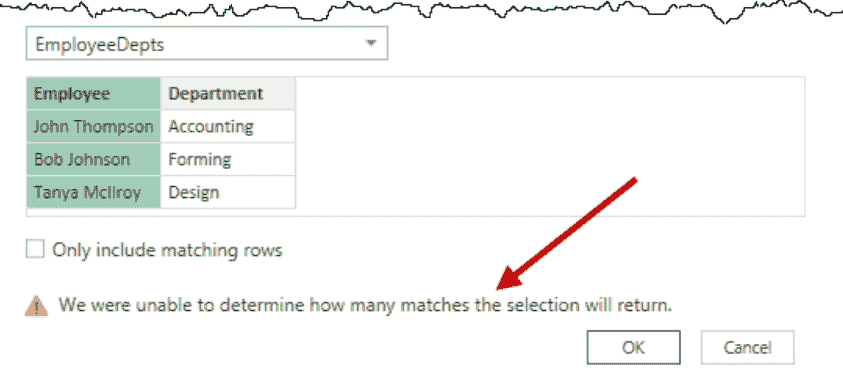 EmployeeDepts
Employee Department
John Thompson Accounting
Bob Johnson Forming
Tanya McIlroy Design
Only include matching rows
We were unable to determine how many matches the selection will return.
OK Cancel